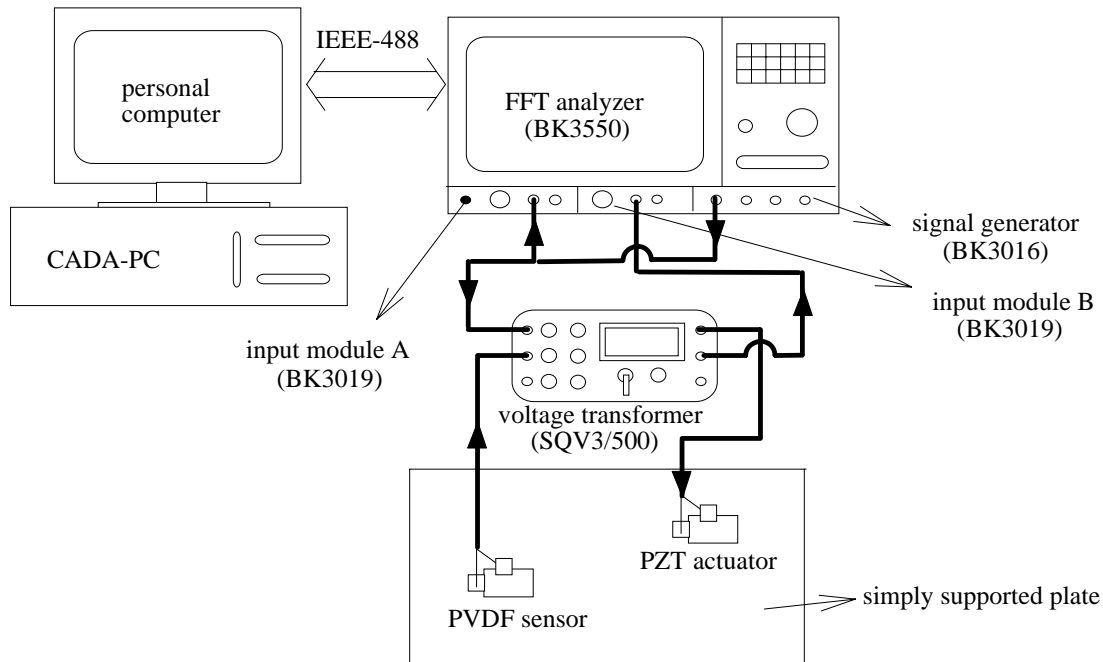 IEEE-488
personal
computer
FFT analyzer
(BK3550)
CADA-PC
signal generator
(BK3016)
input module B
(BK3019)
input module A
(BK3019)
voltage transformer
(SQV3/500)
PZT actuator
PVDF sensor
simply supported plate